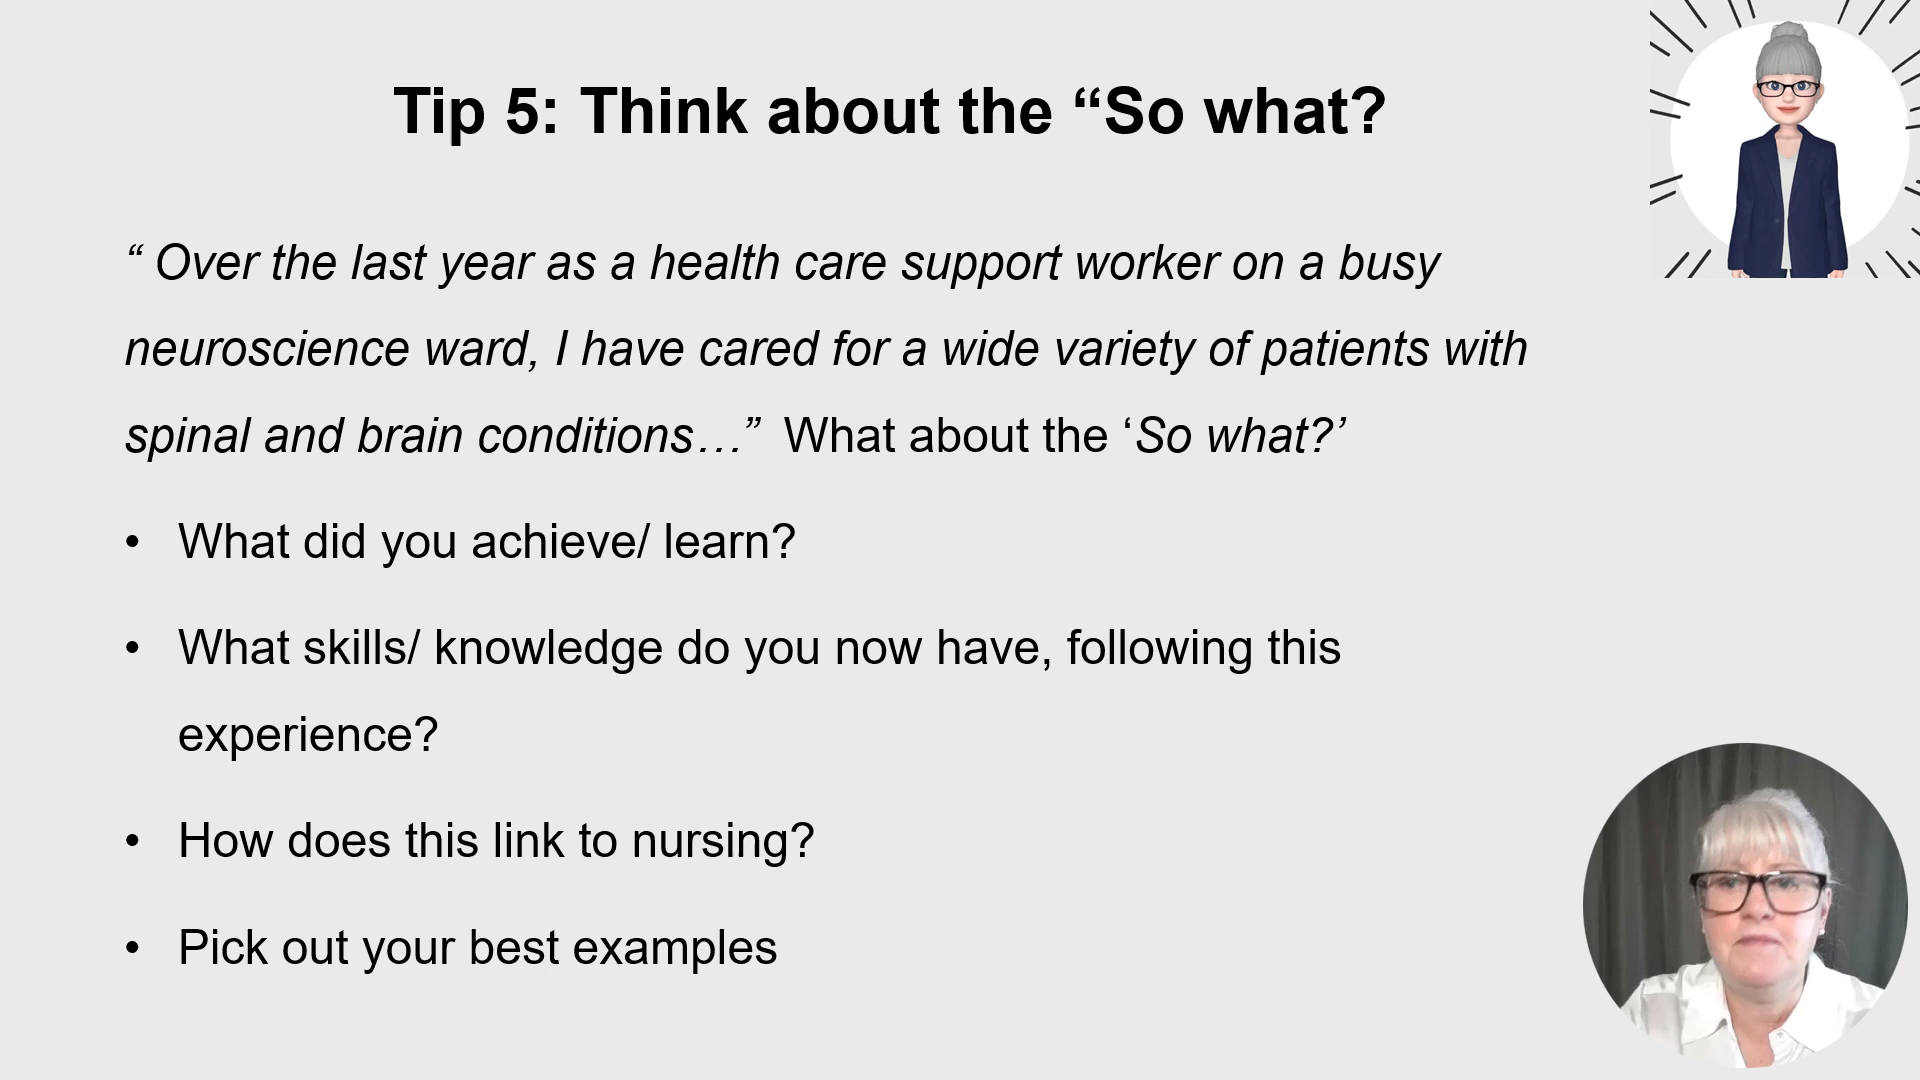 Tip 5: Think about the “So what?
“ Over the last year as a health care support worker on a busy
neuroscience ward, I have cared for a wide variety of patients with
spinal and brain conditions…”  What about the ‘So what?’
• What did you achieve/ learn?
• What skills/ knowledge do you now have, following this
experience?
• How does this link to nursing?
• Pick out your best examples